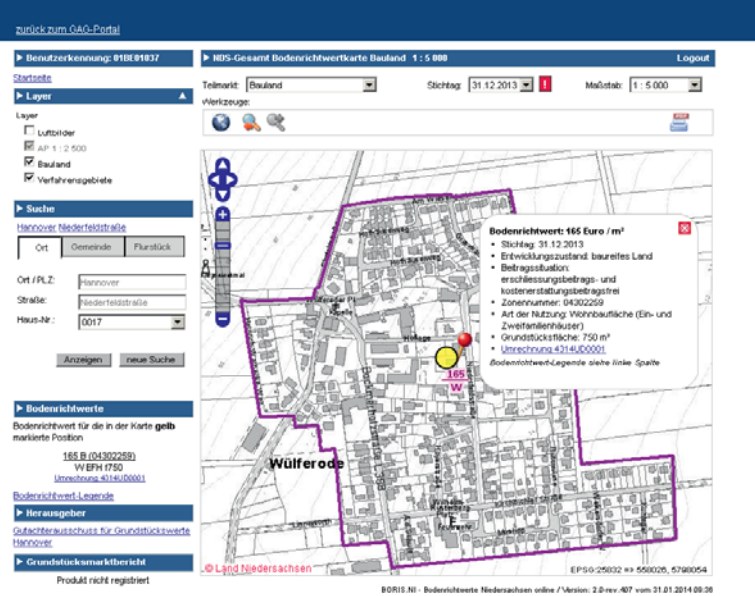 zurück zum GAG-Portal
Benutzerkennung: 01BE01037
Startseite
Layer
Layer
Luftbilder
AP 1 : 2 500
Bauland
Verfahrensgebiete
Suche
Hannover Niederfeldstraße
Ort Gemeinde Flurstück
Ort / PLZ: Hannover
Straße: Niederfeldstraße
Haus-Nr.: 0017
Anzeigen neue Suche
Bodenrichtwerte
Bodenrichtwert für die in der Karte gelb
markierte Position
165 B (04302259)
W EFH f750
Umrechnung 4314UD0001
Bodenrichtwert-Legende
Herausgeber
Gutachterausschuss für Grundstückswerte
Hannover
Grundstücksmarktbericht
Produkt nicht registriert
NDS-Gesamt Bodenrichtwertkarte Bauland 1 : 5 000 Logout
Teilmarkt: Bauland Stichtag: 31.12.2013 ! Maßstab: 1 : 5 000
Werkzeuge:
PDF
Bodenrichtwert: 165 Euro / m²
Stichtag: 31.12.2013
Entwicklungszustand: baureifes Land
Beitragssituation:
erschliessungsbeitrags- und
kostenerstattungsbeitragsfrei
Zonennummer: 04302259
Art der Nutzung: Wohnbaufläche (Ein- und
Zweifamilienhäuser)
Grundstücksfläche: 750 m²
Umrechnung 4314UD0001
Bodenrichtwert-Legende siehe linke Spalte
Wülferoder Pl.
Kapelle
165
W
Wülferode
Feuerwehr
© Land Niedersachsen
EPSG:25832 => 558026, 5798054
BORIS.NI - Bodenrichtwerte Niedersachsen online / Version: 2.0-rev.407 vom 31.01.2014 09:36